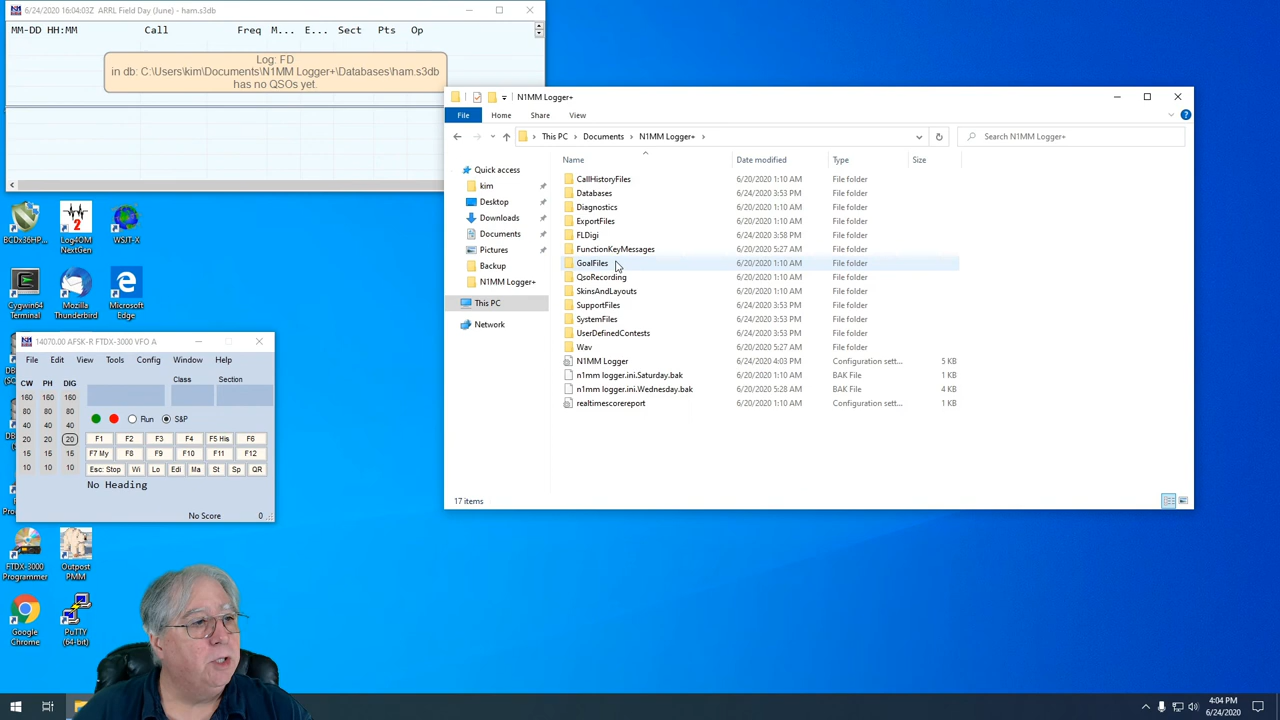 6/24/2020 16:04:03Z ARRL Field Day (June) - ham.s3db
MM-DD HH:MM Call Freq M... E... Sect Pts Op
Log: FD
in db: C:\Users\kim\Documents\N1MM Logger+\Databases\ham.s3db
has no QSOs yet.
N1MM Logger+
File Home Share View
This PC Documents N1MM Logger+
Search N1MM Logger+
Name Date modified Type Size
Quick access
kim
Desktop
Downloads
Documents
Pictures
Backup
N1MM Logger+
This PC
Network
CallHistoryFiles 6/20/2020 1:10 AM File folder
Databases 6/24/2020 3:53 PM File folder
Diagnostics 6/20/2020 1:10 AM File folder
ExportFiles 6/20/2020 1:10 AM File folder
FLDigi 6/24/2020 3:58 PM File folder
FunctionKeyMessages 6/20/2020 5:27 AM File folder
GoalFiles 6/20/2020 1:10 AM File folder
QsoRecording 6/20/2020 1:10 AM File folder
SkinsAndLayouts 6/20/2020 1:10 AM File folder
SupportFiles 6/24/2020 3:53 PM File folder
SystemFiles 6/24/2020 3:53 PM File folder
UserDefinedContests 6/24/2020 3:53 PM File folder
Wav 6/20/2020 5:27 AM File folder
N1MM Logger 6/24/2020 4:03 PM Configuration sett... 5 KB
n1mm logger.ini.Saturday.bak 6/20/2020 1:10 AM BAK File 1 KB
n1mm logger.ini.Wednesday.bak 6/20/2020 5:28 AM BAK File 4 KB
realtimescorereport 6/20/2020 1:10 AM Configuration sett... 1 KB
17 items
BCDx36HP... Log4OM NextGen WSJT-X
Cygwin64 Terminal Mozilla Thunderbird Microsoft Edge
14070.00 AFSK-R FTDX-3000 VFO A
File Edit View Tools Config Window Help
CW PH DIG
Class Section
160 160 160
80 80 80
40 40 40
20 20 20
15 15 15
10 10 10
Run S&P
F1 F2 F3 F4 F5 His F6
F7 My F8 F9 F10 F11 F12
Esc: Stop Wi Lo Edi Ma St Sp QR
No Heading
No Score 0
FTDX-3000 Programmer Outpost PMM
Google Chrome PuTTY (64-bit)
4:04 PM
6/24/2020